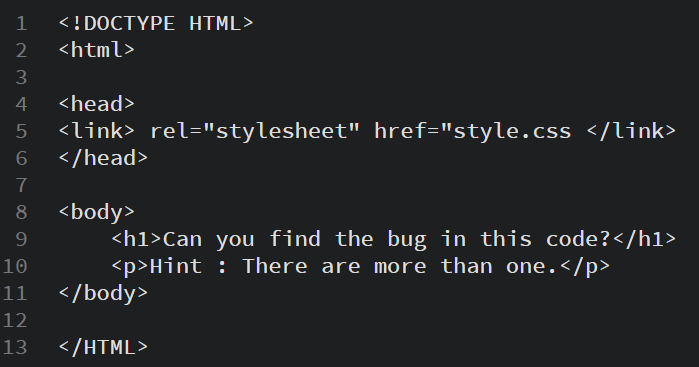 1 <!DOCTYPE HTML>
2 <html>
3
4 <head>
5 <link> rel="stylesheet" href="style.css </link>
6 </head>
7
8 <body>
9     <h1>Can you find the bug in this code?</h1>
10     <p>Hint : There are more than one.</p>
11 </body>
12
13 </HTML>